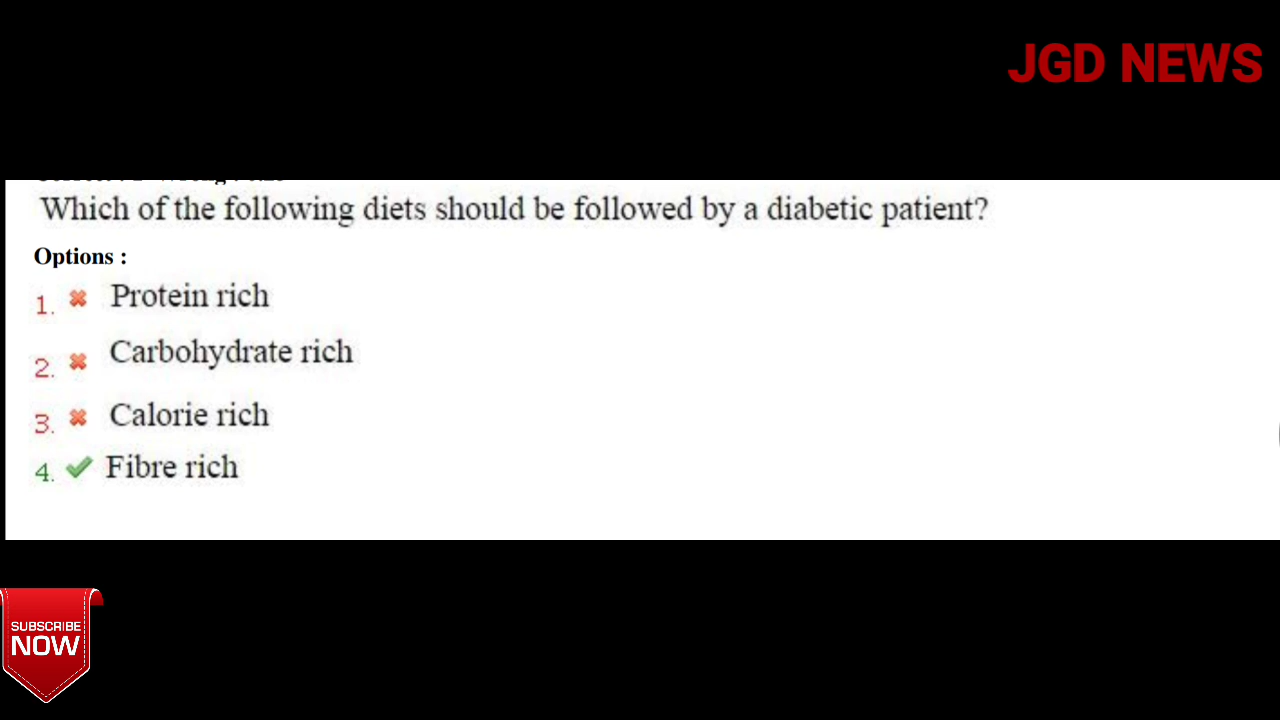 JGD NEWS
Which of the following diets should be followed by a diabetic patient?
Options :
1. Protein rich
2. Carbohydrate rich
3. Calorie rich
4. Fibre rich
SUBSCRIBE
NOW